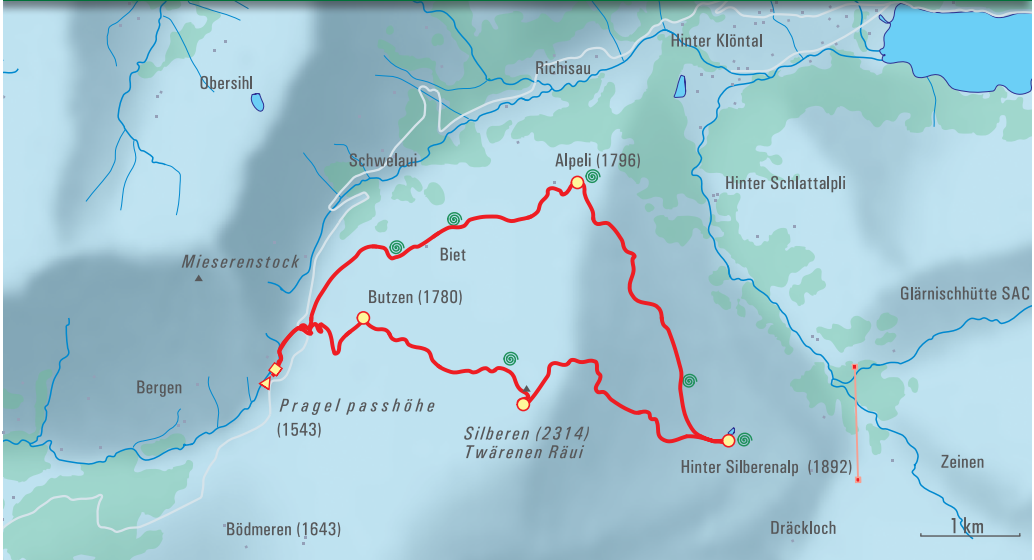 Hinter Klöntal
Richisau
Obersihl
Schwelaui
Alpeli (1796)
Hinter Schlattalpli
Mieserenstock
Biet
Butzen (1780)
Glärnischhütte SAC
Bergen
Pragel passhöhe
(1543)
Silberen (2314)
Twärenen Räui
Hinter Silberenalp (1892)
Zeinen
Bödmeren (1643)
Dräckloch
1 km